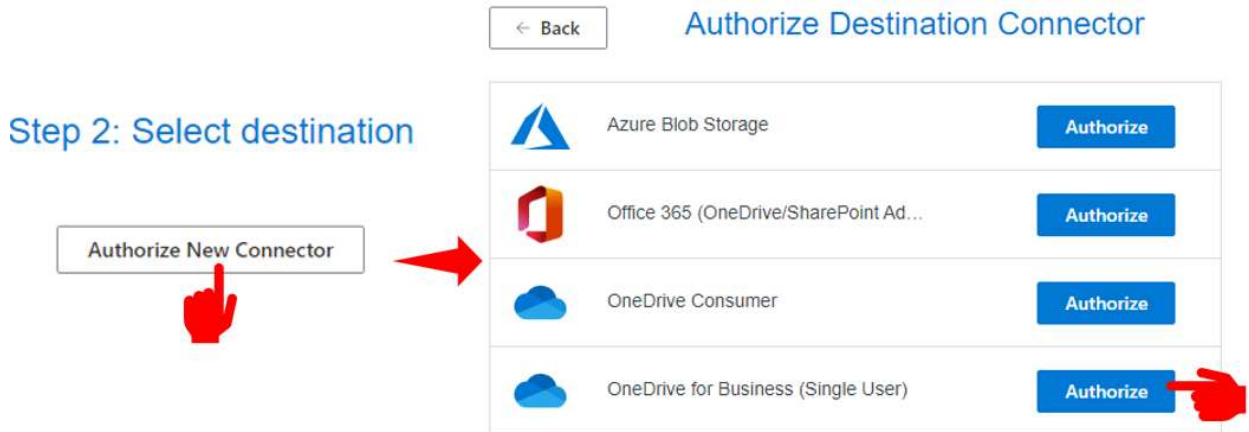 ← Back
Authorize Destination Connector
Step 2: Select destination
Authorize New Connector
Azure Blob Storage
Authorize
Office 365 (OneDrive/SharePoint Ad...
Authorize
OneDrive Consumer
Authorize
OneDrive for Business (Single User)
Authorize